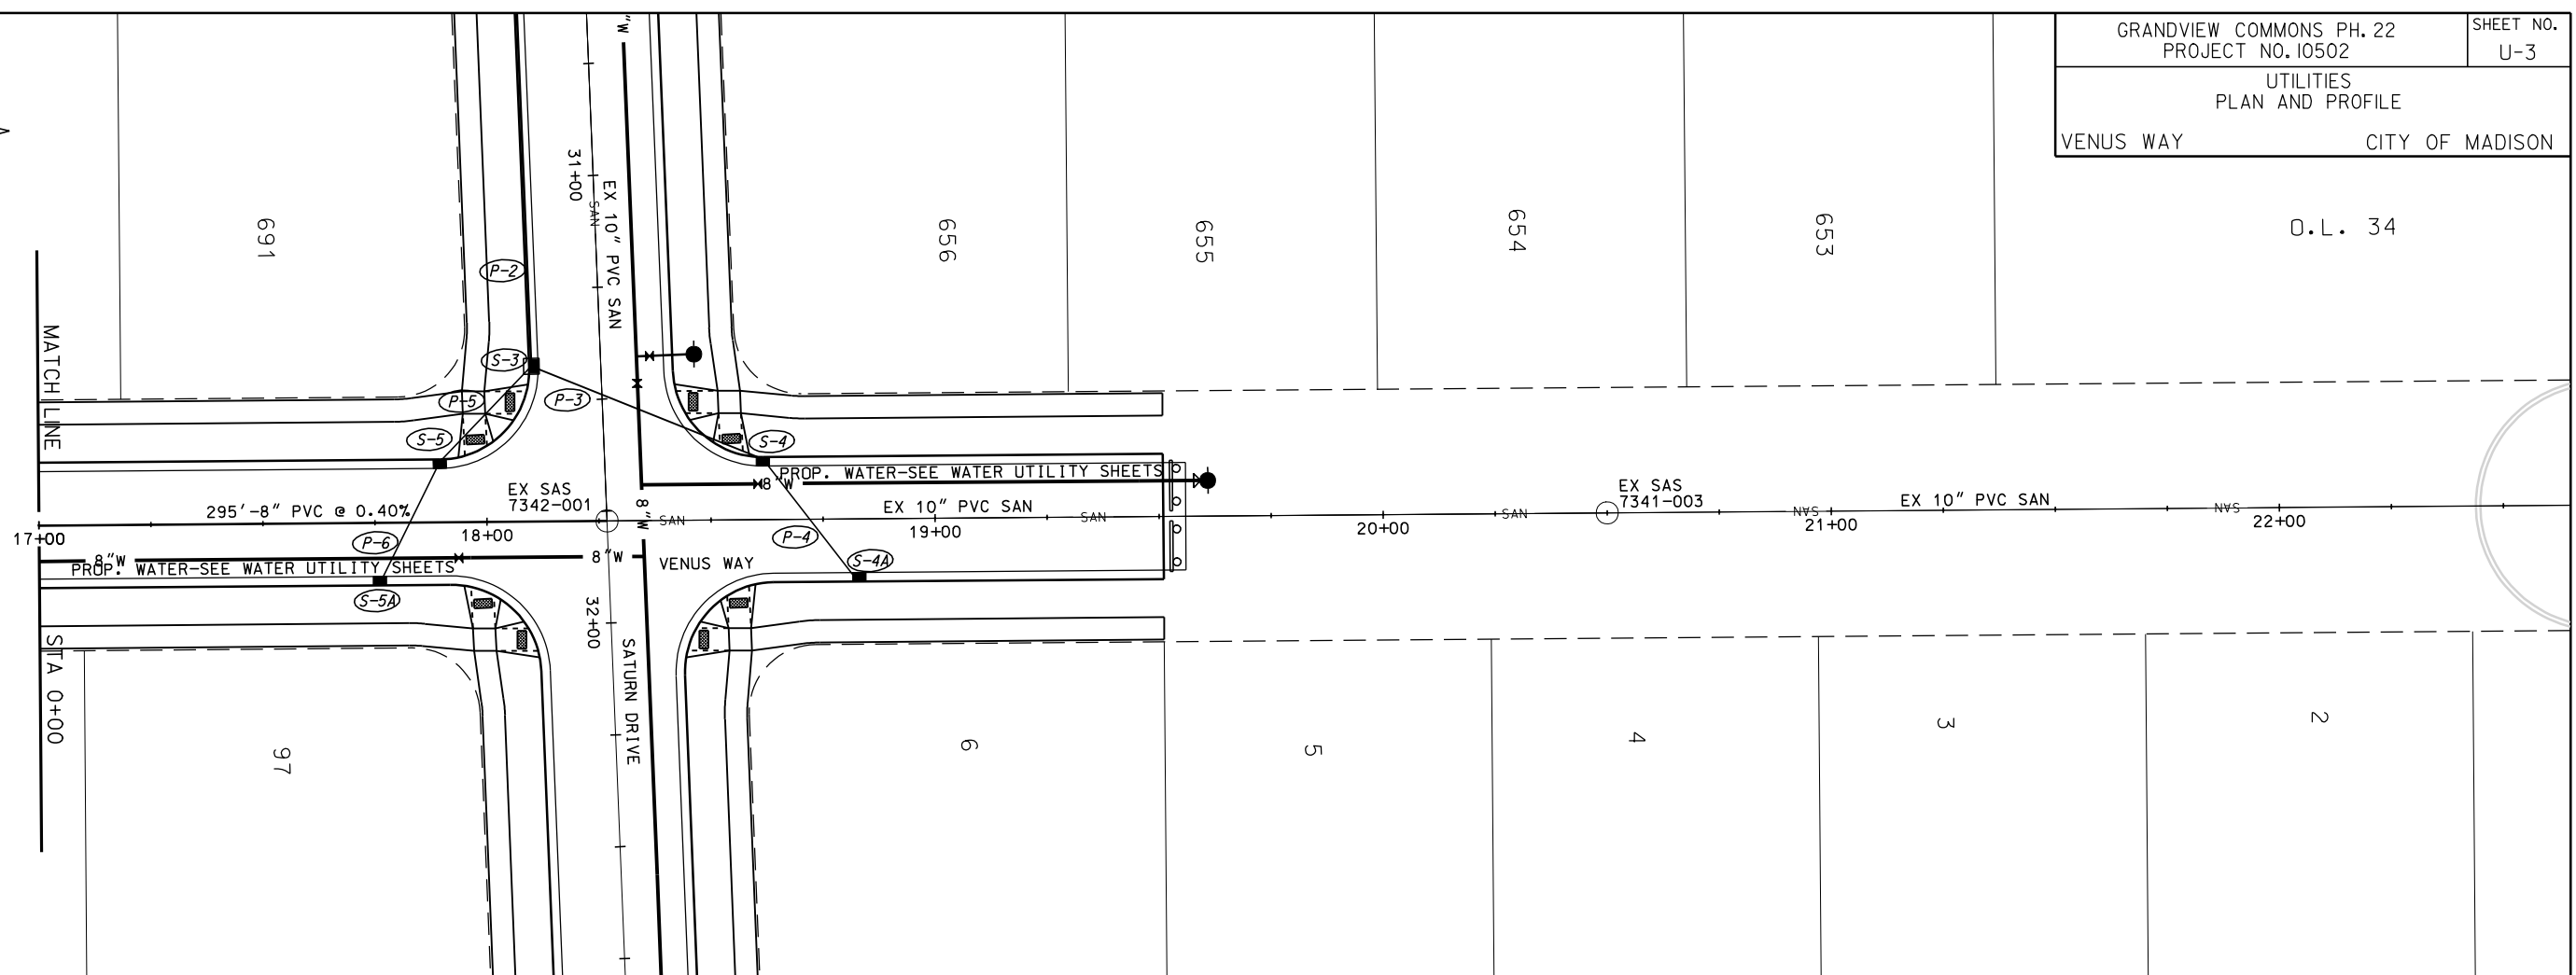 GRANDVIEW COMMONS PH. 22
PROJECT NO. 10502
SHEET NO.
U-3
UTILITIES
PLAN AND PROFILE
VENUS WAY
CITY OF MADISON
"W
31+00
SAN
EX 10" PVC SAN
691
656
655
654
653
O.L. 34
P-2
S-3
P-5
P-3
S-5
S-4
MATCH LINE
PROP. WATER-SEE WATER UTILITY SHEETS
8"W
EX SAS
7342-001
295'-8" PVC @ 0.40%
8"W
SAN
EX 10" PVC SAN
SAN
SAN
EX SAS
7341-003
SAN
EX 10" PVC SAN
SAN
17+00
18+00
19+00
20+00
21+00
22+00
P-6
P-4
8"W
8"W
VENUS WAY
S-4A
PROP. WATER-SEE WATER UTILITY SHEETS
S-5A
32+00
SATURN DRIVE
STA 0+00
97
6
5
4
3
2